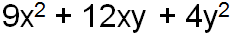 9x² + 12xy + 4y²